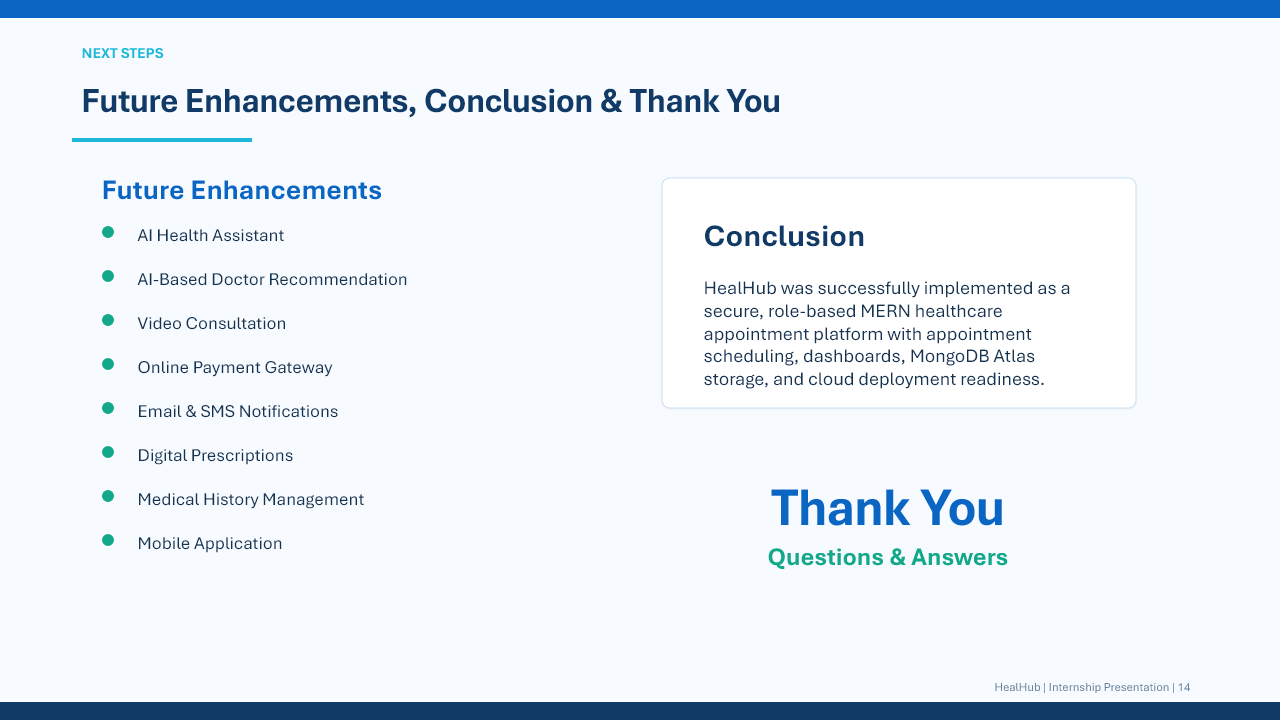 NEXT STEPS
Future Enhancements, Conclusion & Thank You
Future Enhancements
AI Health Assistant
AI-Based Doctor Recommendation
Video Consultation
Online Payment Gateway
Email & SMS Notifications
Digital Prescriptions
Medical History Management
Mobile Application
Conclusion
HealHub was successfully implemented as a
secure, role-based MERN healthcare
appointment platform with appointment
scheduling, dashboards, MongoDB Atlas
storage, and cloud deployment readiness.
Thank You
Questions & Answers
HealHub | Internship Presentation | 14